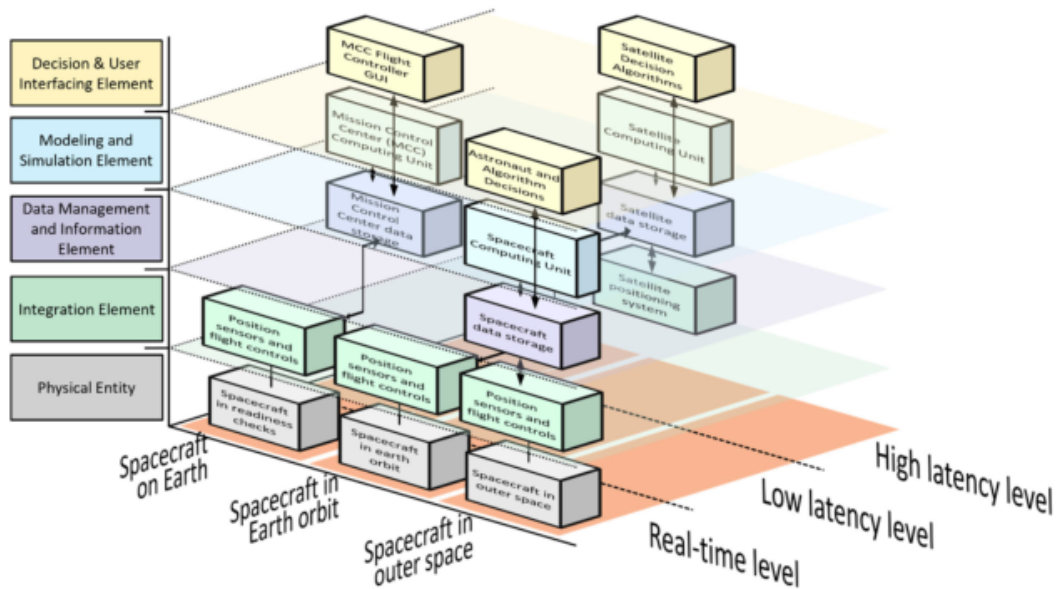 MCC Flight
Controller
GUI
Satellite
Decision
Algorithms
Decision & User
Interfacing Element
Mission Control
Center (MCC)
Computing Unit
Satellite
Computing Unit
Modeling and
Simulation Element
Astronaut and
Algorithm
Decisions
Mission Control
Center data
storage
Satellite
data storage
Data Management
and Information
Element
Spacecraft
Computing Unit
Satellite
positioning
system
Integration Element
Position
sensors and
flight controls
Spacecraft
data storage
Position
sensors and
flight controls
Position
sensors and
flight controls
Physical Entity
Spacecraft
in readiness
checks
Spacecraft
in earth
orbit
Spacecraft in
outer space
Spacecraft
on Earth
Spacecraft in
Earth orbit
Spacecraft in
outer space
High latency level
Low latency level
Real-time level